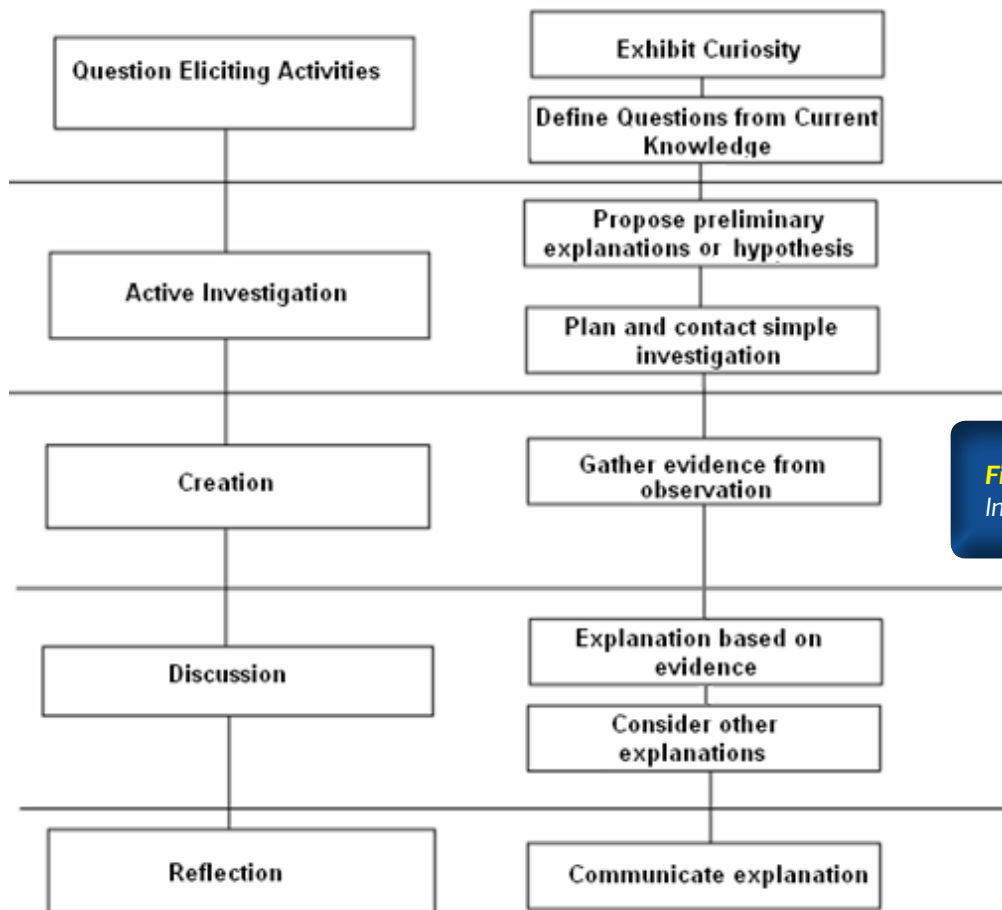 Question Eliciting Activities
Exhibit Curiosity
Define Questions from Current
Knowledge
Propose preliminary
explanations or hypothesis
Active Investigation
Plan and contact simple
investigation
Creation
Gather evidence from
observation
Discussion
Explanation based on
evidence
Consider other
explanations
Reflection
Communicate explanation